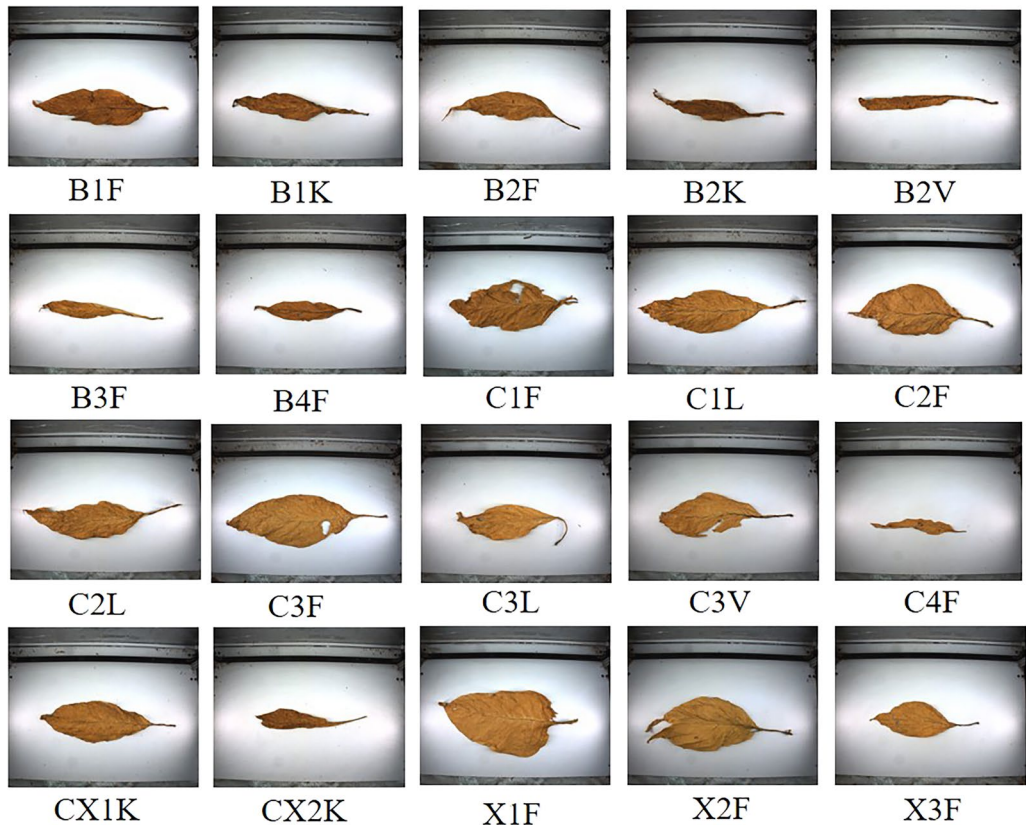 B1F B1K B2F B2K B2V
B3F B4F C1F C1L C2F
C2L C3F C3L C3V C4F
CX1K CX2K X1F X2F X3F